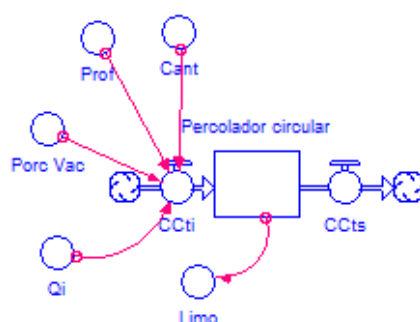 Prof
Cant
Percolador circular
Porc Vac
CCti
CCts
Qi
Limo